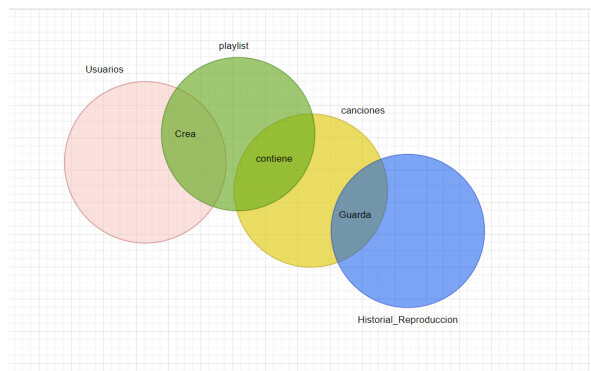 playlist
Usuarios
canciones
Crea
contiene
Guarda
Historial_Reproduccion